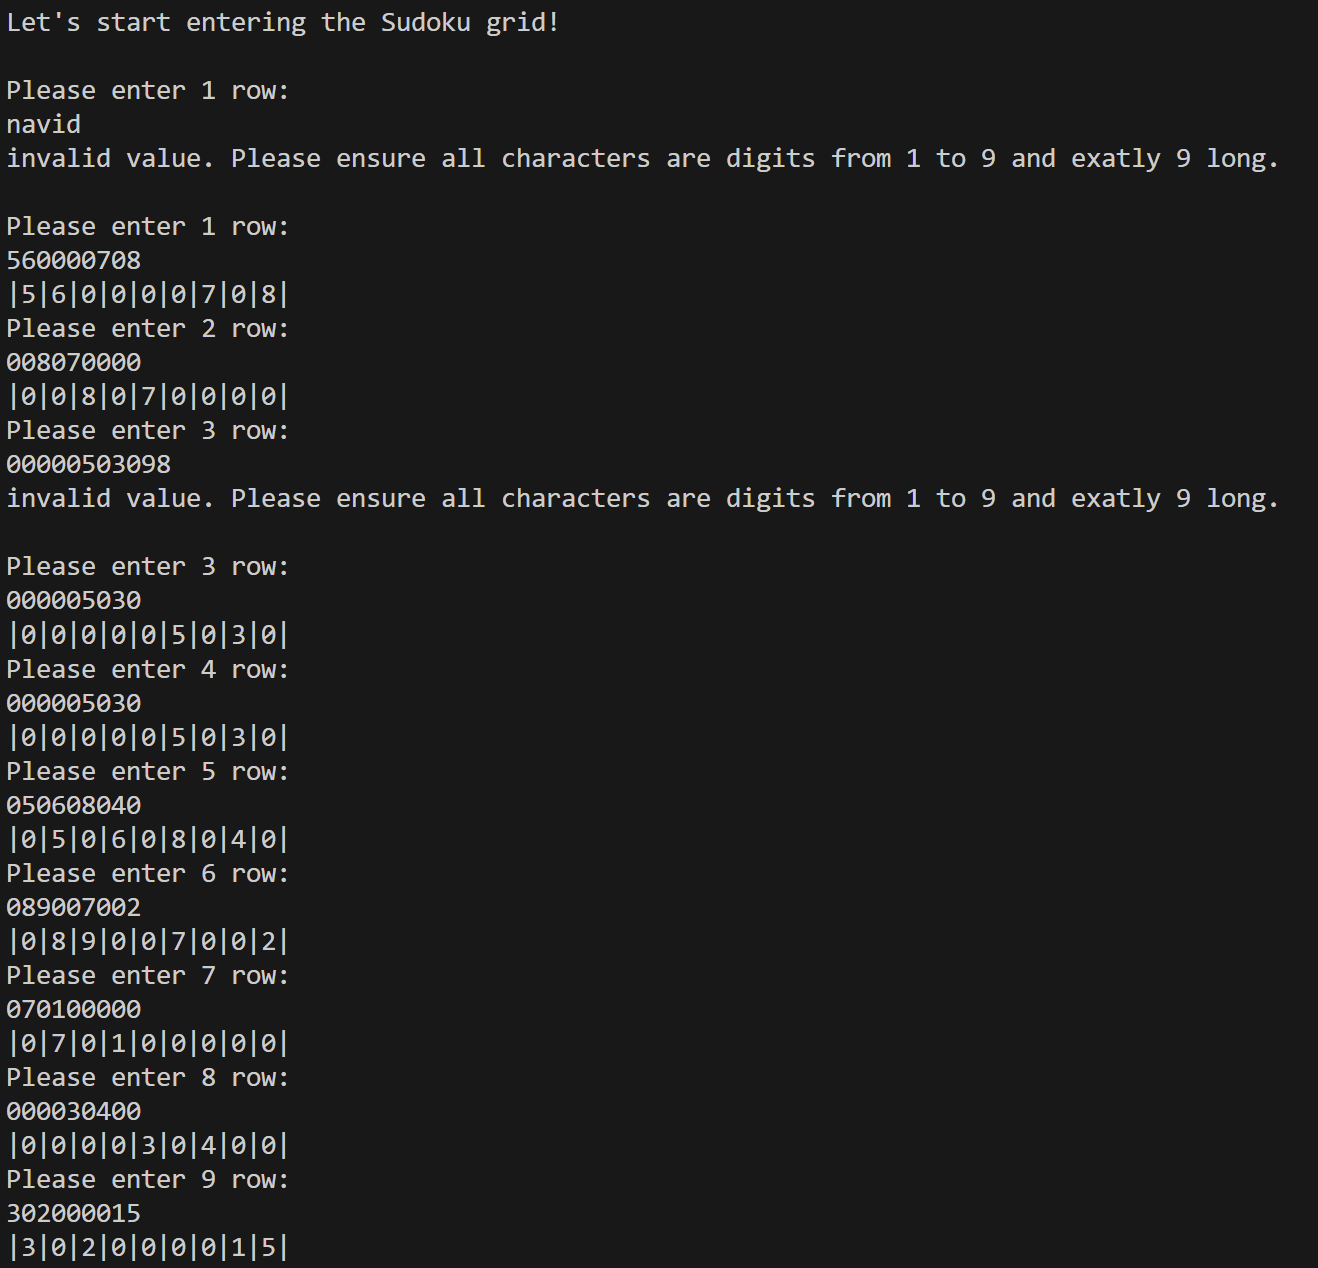 Let's start entering the Sudoku grid!
Please enter 1 row:
navid
invalid value. Please ensure all characters are digits from 1 to 9 and exatly 9 long.
Please enter 1 row:
560000708
|5|6|0|0|0|0|7|0|8|
Please enter 2 row:
008070000
|0|0|8|0|7|0|0|0|0|
Please enter 3 row:
00000503098
invalid value. Please ensure all characters are digits from 1 to 9 and exatly 9 long.
Please enter 3 row:
000005030
|0|0|0|0|0|5|0|3|0|
Please enter 4 row:
000005030
|0|0|0|0|0|5|0|3|0|
Please enter 5 row:
050608040
|0|5|0|6|0|8|0|4|0|
Please enter 6 row:
089007002
|0|8|9|0|0|7|0|0|2|
Please enter 7 row:
070100000
|0|7|0|1|0|0|0|0|0|
Please enter 8 row:
000030400
|0|0|0|0|3|0|4|0|0|
Please enter 9 row:
302000015
|3|0|2|0|0|0|0|1|5|